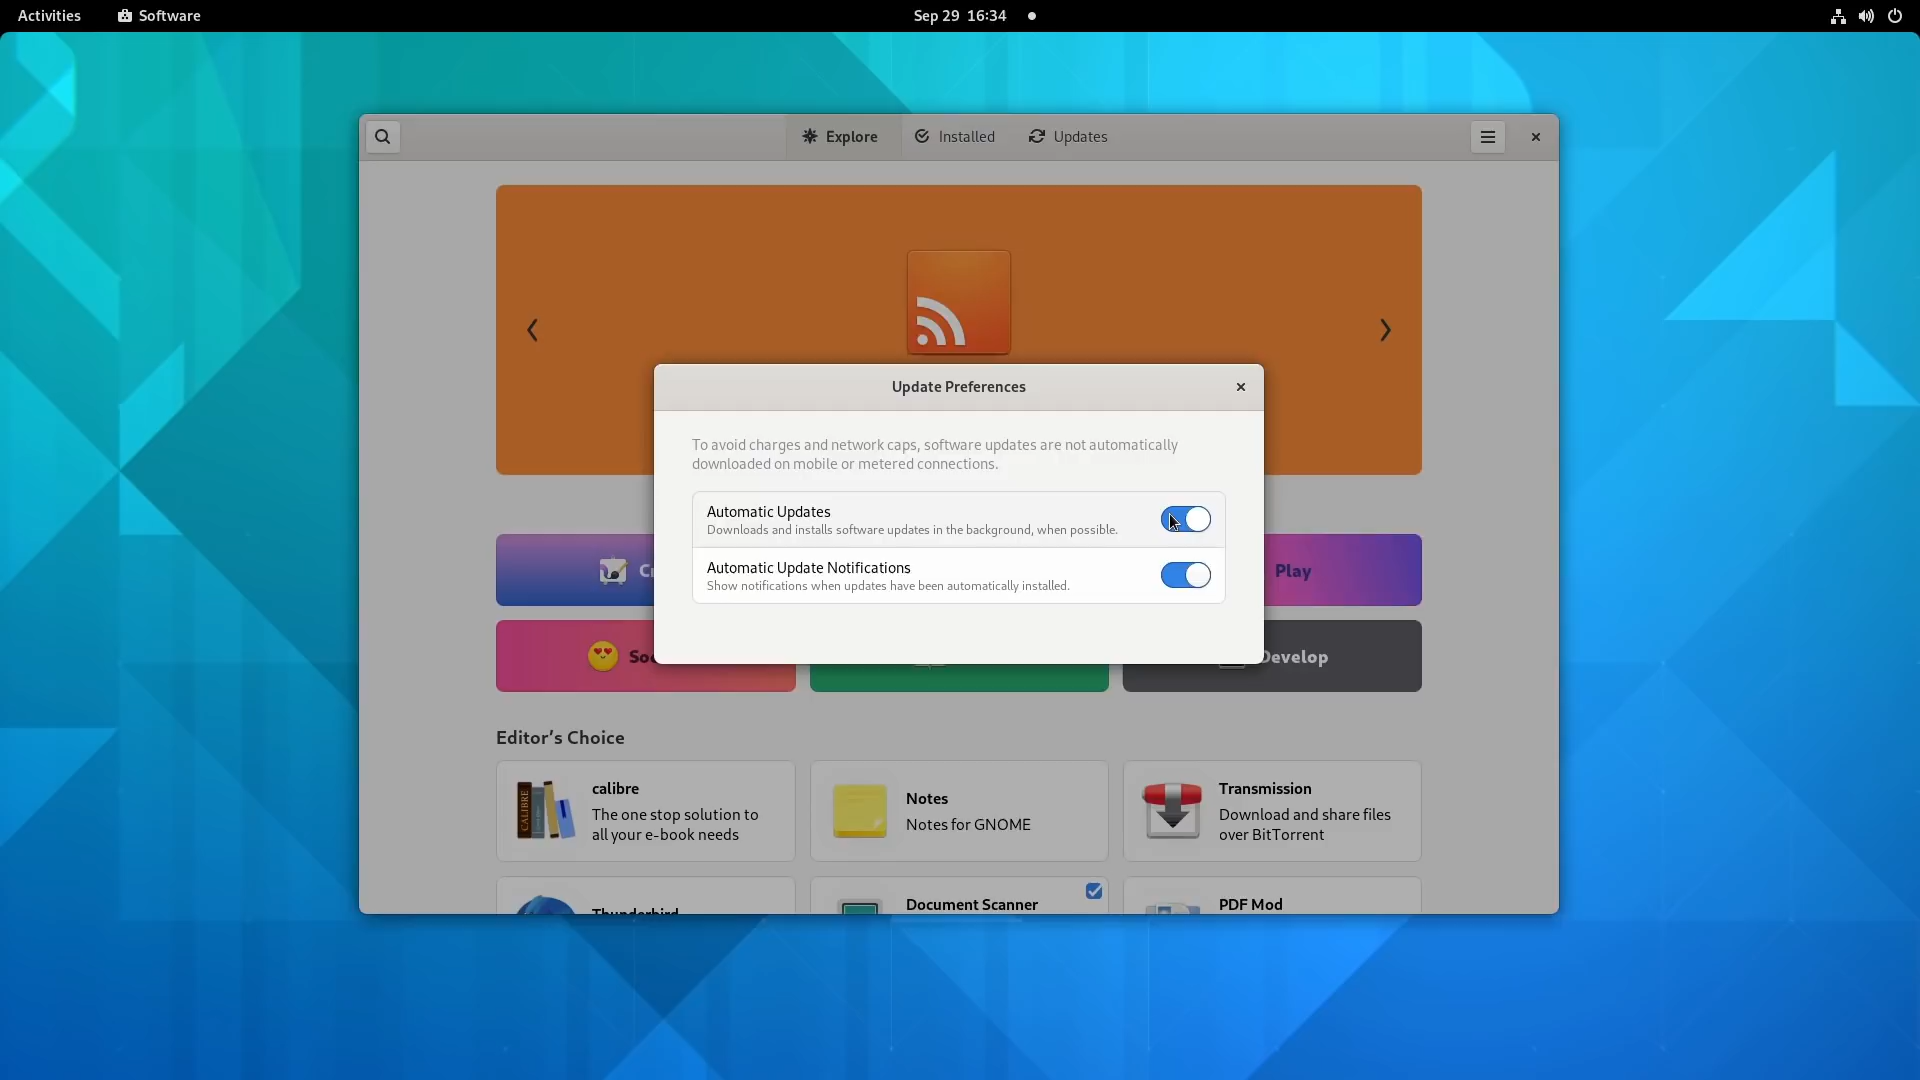 Activities
Software
Sep 29 16:34
Explore
Installed
Updates
Update Preferences
To avoid charges and network caps, software updates are not automatically
downloaded on mobile or metered connections.
Automatic Updates
Downloads and installs software updates in the background, when possible.
Automatic Update Notifications
Show notifications when updates have been automatically installed.
Play
Develop
Editor’s Choice
CALIBRE
calibre
The one stop solution to
all your e-book needs
Notes
Notes for GNOME
Transmission
Download and share files
over BitTorrent
Thunderbird
Document Scanner
PDF Mod